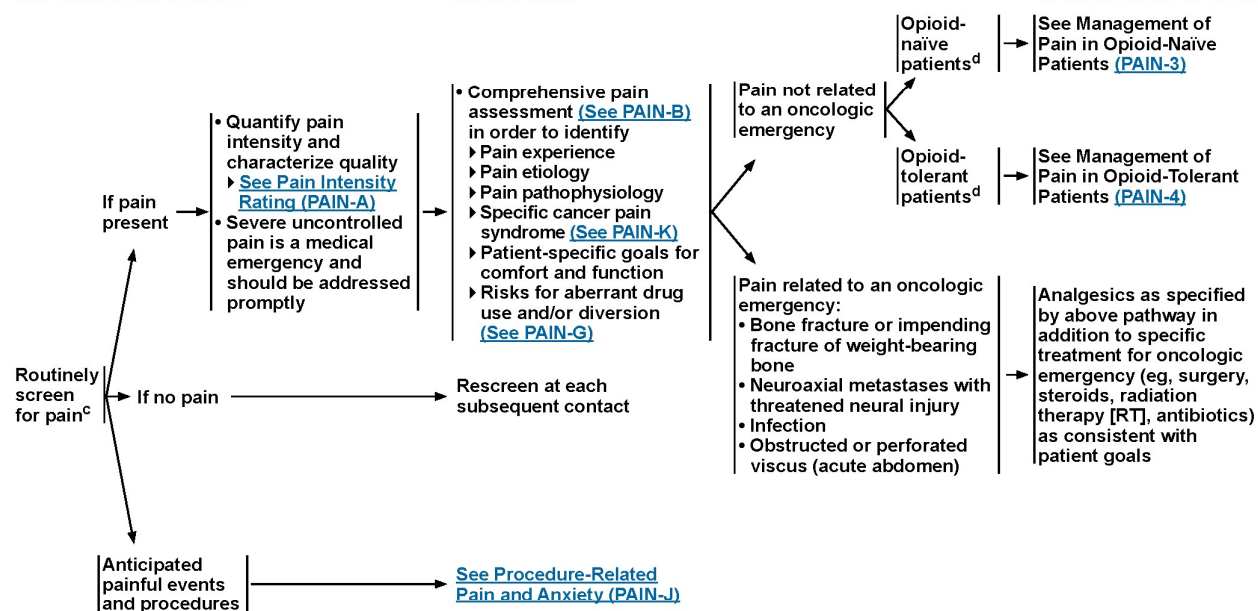 Routinely
screen
for painc
If pain
present
• Quantify pain
intensity and
characterize quality
▸ See Pain Intensity
Rating (PAIN-A)
• Severe uncontrolled
pain is a medical
emergency and
should be addressed
promptly
• Comprehensive pain
assessment (See PAIN-B)
in order to identify
▸ Pain experience
▸ Pain etiology
▸ Pain pathophysiology
▸ Specific cancer pain
syndrome (See PAIN-K)
▸ Patient-specific goals for
comfort and function
▸ Risks for aberrant drug
use and/or diversion
(See PAIN-G)
Pain not related
to an oncologic
emergency
Opioid-
naïve
patientsd
See Management of
Pain in Opioid-Naïve
Patients (PAIN-3)
Opioid-
tolerant
patientsd
See Management of
Pain in Opioid-Tolerant
Patients (PAIN-4)
Pain related to an oncologic
emergency:
• Bone fracture or impending
fracture of weight-bearing
bone
• Neuroaxial metastases with
threatened neural injury
• Infection
• Obstructed or perforated
viscus (acute abdomen)
Analgesics as specified
by above pathway in
addition to specific
treatment for oncologic
emergency (eg, surgery,
steroids, radiation
therapy [RT], antibiotics)
as consistent with
patient goals
If no pain
Rescreen at each
subsequent contact
Anticipated
painful events
and procedures
See Procedure-Related
Pain and Anxiety (PAIN-J)